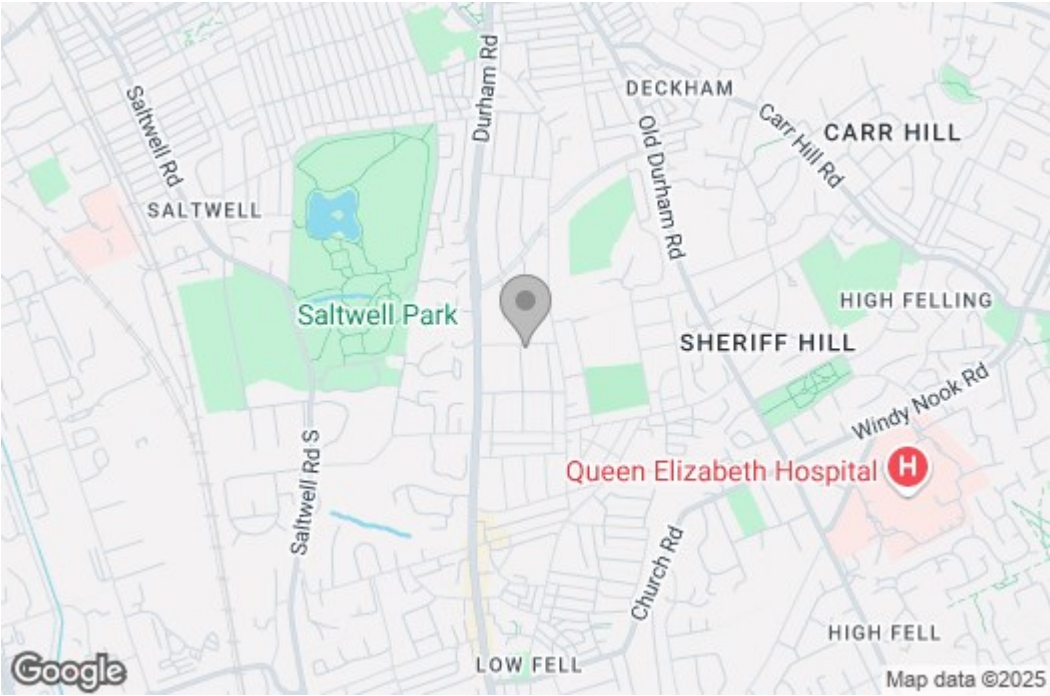 Durham Rd
DECKHAM
Saltwell Rd
Carr Hill Rd
CARR HILL
Old Durham Rd
SALTWELL
HIGH FELLING
Saltwell Park
SHERIFF HILL
Windy Nook Rd
Saltwell Rd S
Queen Elizabeth Hospital
H
Church Rd
HIGH FELL
LOW FELL
Google
Map data ©2025